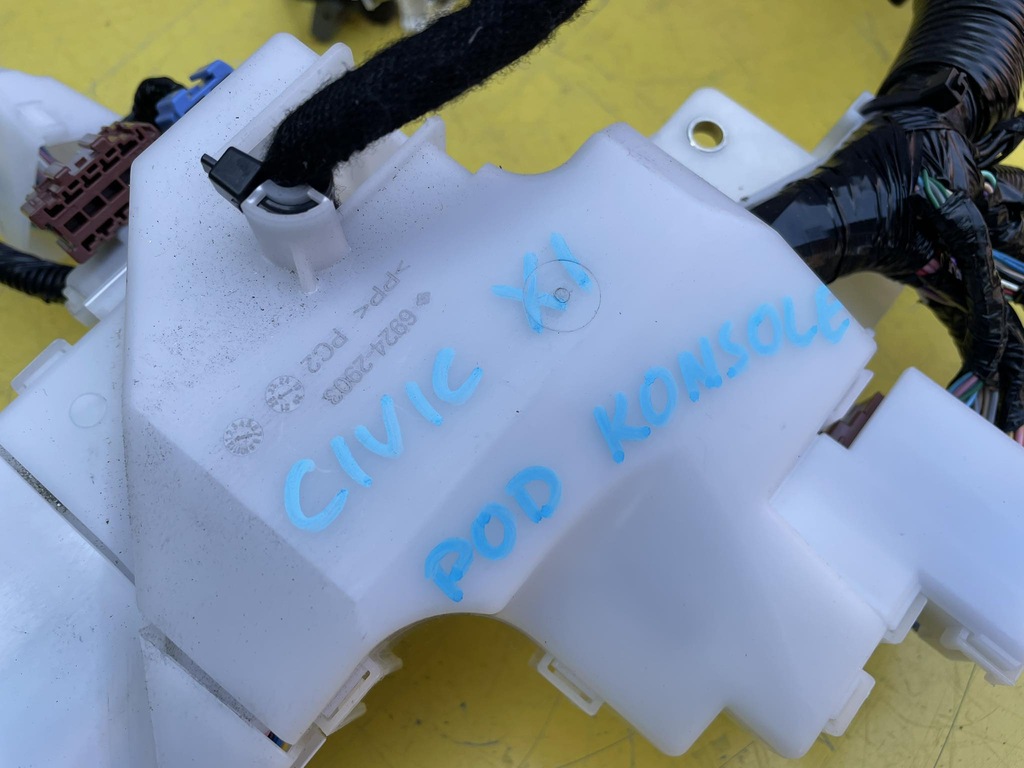 >PP<
6924-2903
PC2
CIVIC XI
POD KONSOLE